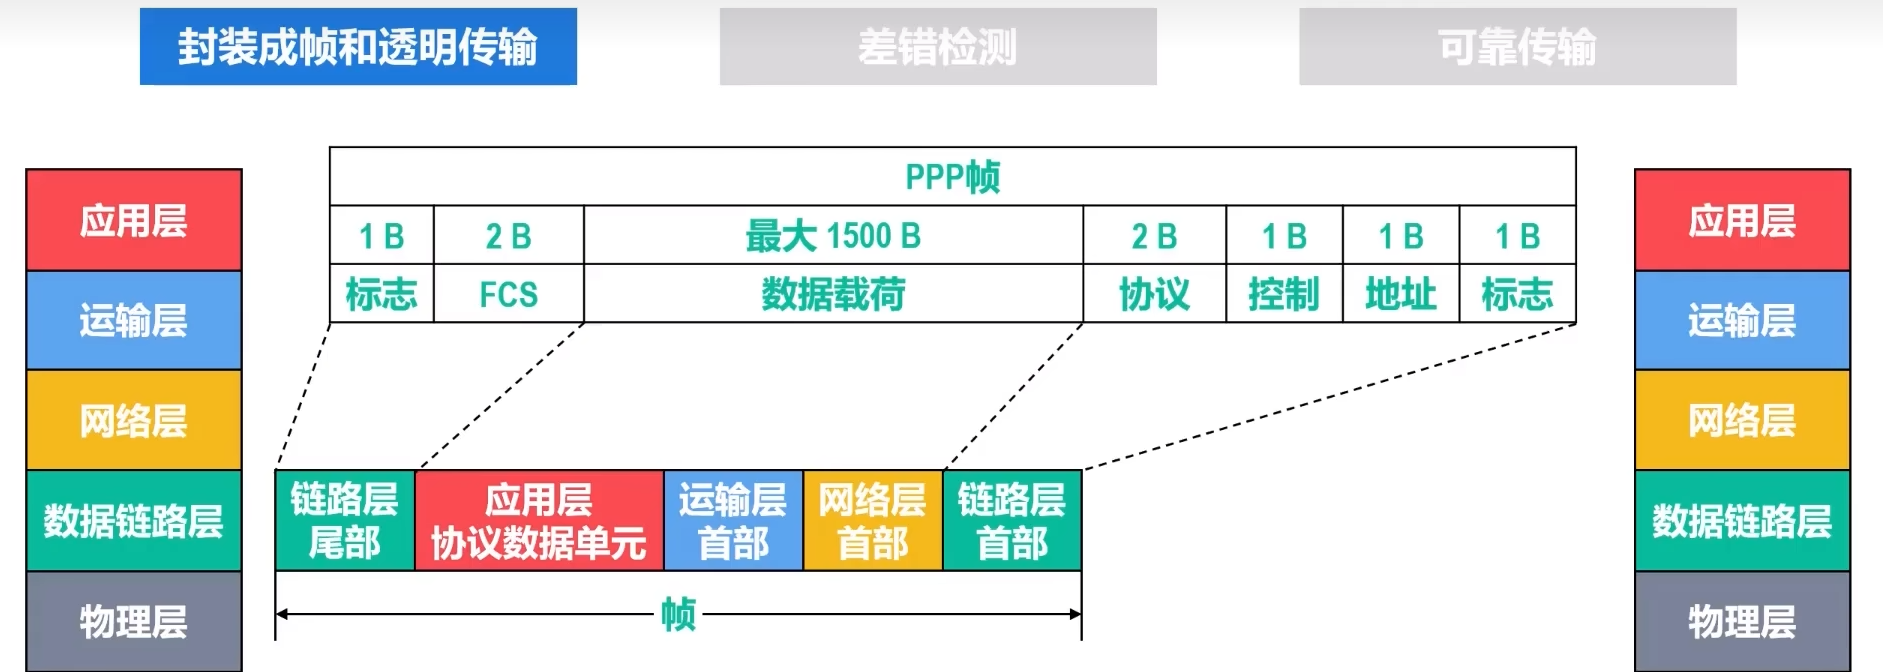 封装成帧和透明传输
差错检测
可靠传输
PPP帧
1 B 2 B 最大 1500 B 2 B 1 B 1 B 1 B
标志 FCS 数据载荷 协议 控制 地址 标志
应用层
运输层
网络层
数据链路层
物理层
链路层
尾部
应用层
协议数据单元
运输层
首部
网络层
首部
链路层
首部
帧
应用层
运输层
网络层
数据链路层
物理层